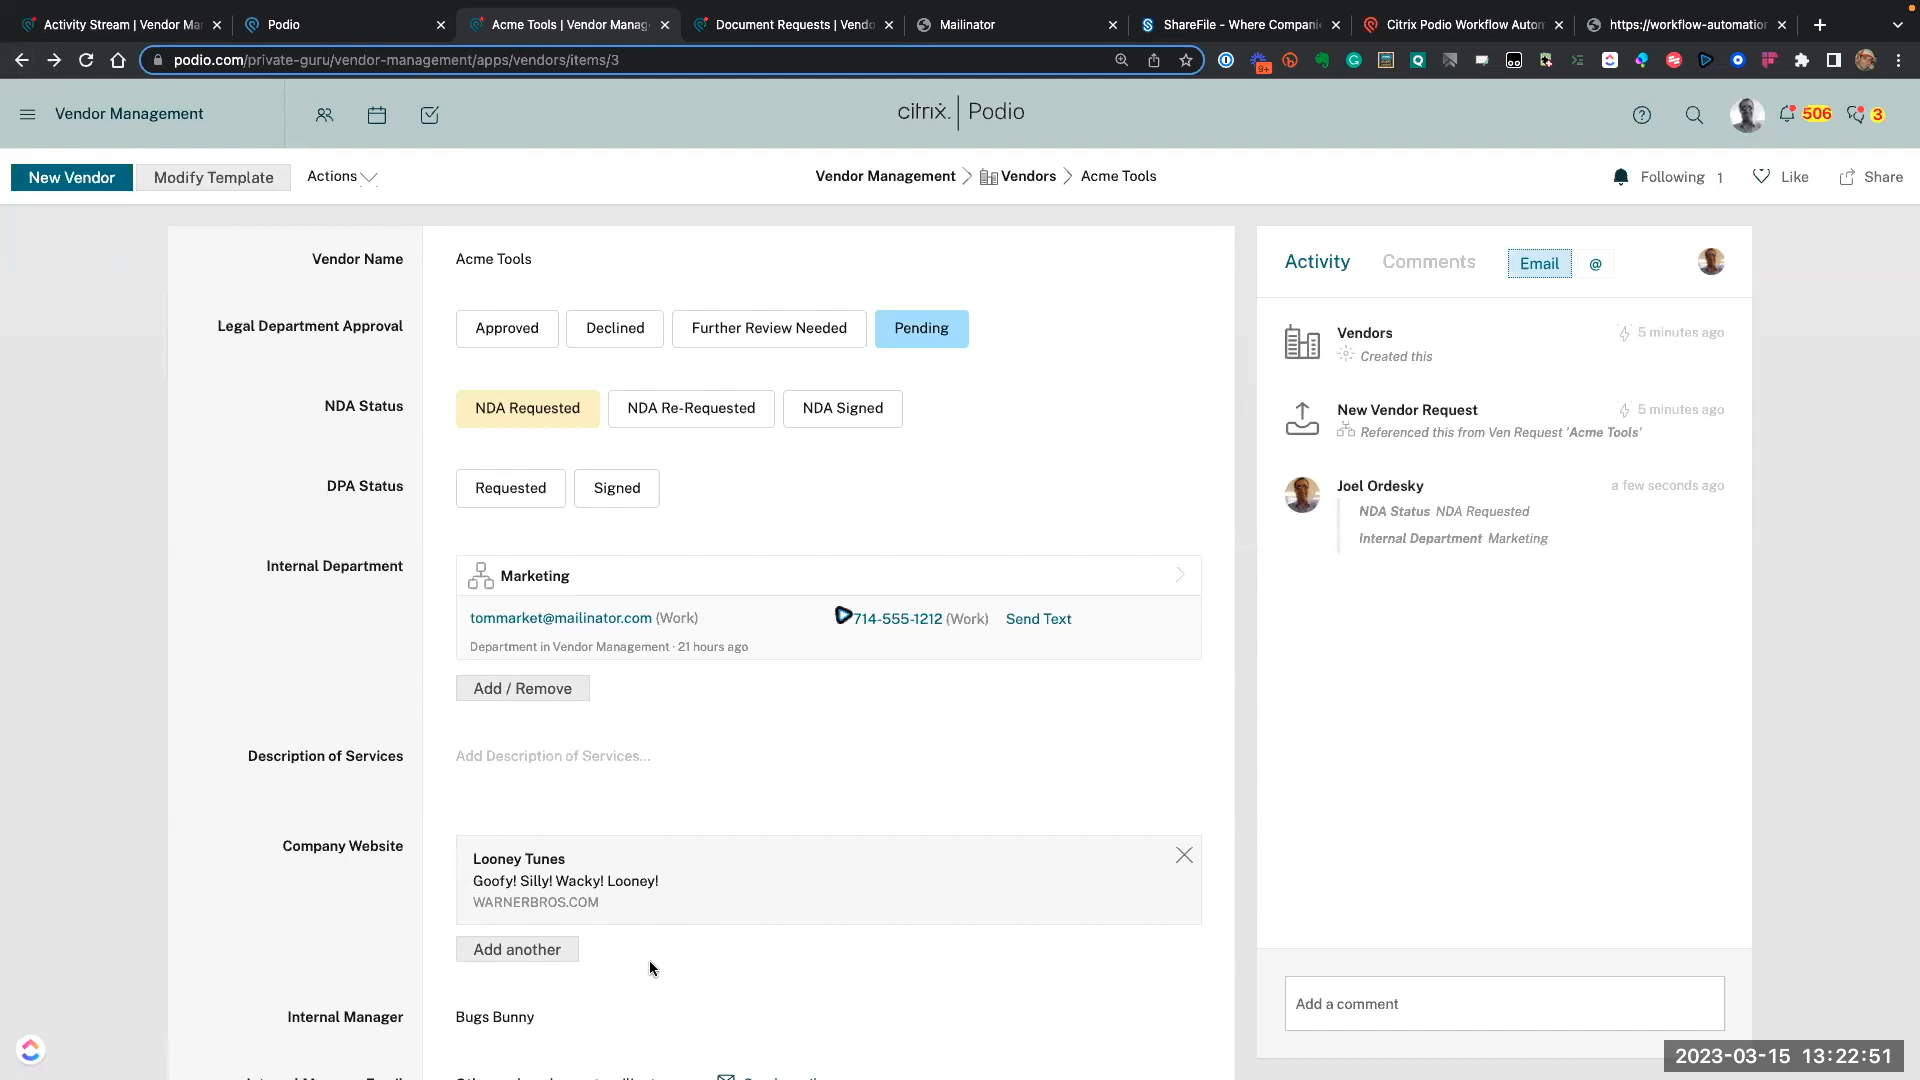 Activity Stream | Vendor Ma
Podio
Acme Tools | Vendor Manag
Document Requests | Vendo
Mailinator
ShareFile - Where Compani
Citrix Podio Workflow Autom
https://workflow-automation
podio.com/private-guru/vendor-management/apps/vendors/items/3
9+
Vendor Management
citrix. | Podio
506
3
New Vendor
Modify Template
Actions
Vendor Management
Vendors
Acme Tools
Following 1
Like
Share
Vendor Name
Acme Tools
Legal Department Approval
Approved
Declined
Further Review Needed
Pending
NDA Status
NDA Requested
NDA Re-Requested
NDA Signed
DPA Status
Requested
Signed
Internal Department
Marketing
tommarket@mailinator.com (Work)
714-555-1212 (Work) Send Text
Department in Vendor Management · 21 hours ago
Add / Remove
Description of Services
Add Description of Services...
Company Website
Looney Tunes
Goofy! Silly! Wacky! Looney!
WARNERBROS.COM
Add another
Internal Manager
Bugs Bunny
Activity
Comments
Email
@
Vendors
5 minutes ago
Created this
New Vendor Request
5 minutes ago
Referenced this from Ven Request 'Acme Tools'
Joel Ordesky
a few seconds ago
NDA Status NDA Requested
Internal Department Marketing
Add a comment
2023-03-15 13:22:51